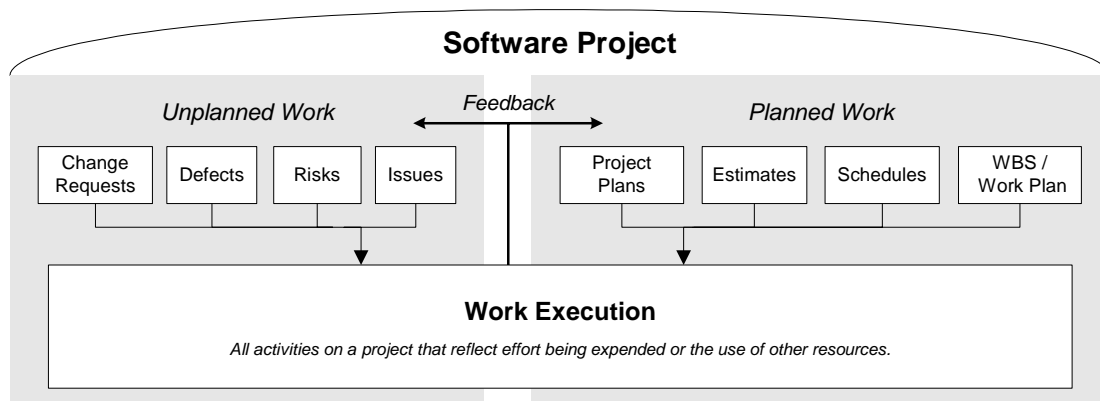 Software Project
Unplanned Work
Feedback
Planned Work
Change
Requests
Defects
Risks
Issues
Project
Plans
Estimates
Schedules
WBS /
Work Plan
Work Execution
All activities on a project that reflect effort being expended or the use of other resources.